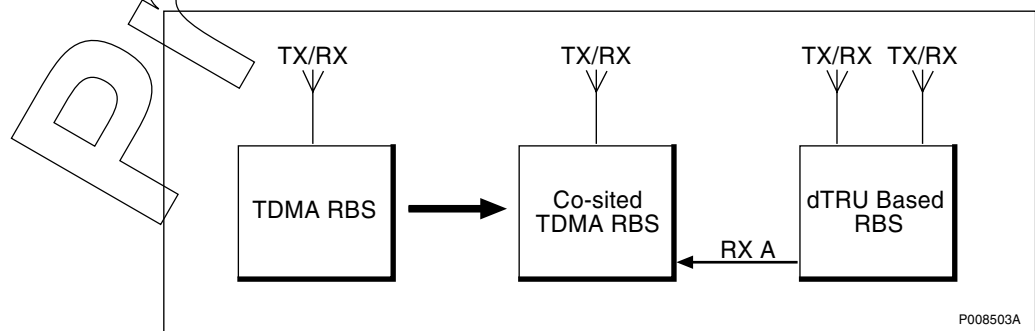 TX/RX
TX/RX
TX/RX TX/RX
TDMA RBS
Co-sited
TDMA RBS
dTRU Based
RBS
RX A
P008503A